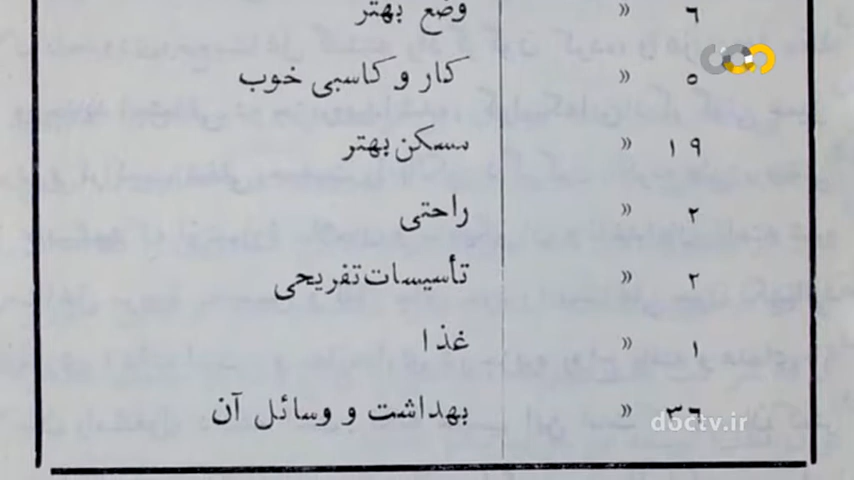 ۶ » وضع بهتر
۵ » کار و کاسبی خوب
۱۹ » مسکن بهتر
۲ » راحتی
۲ » تأسیسات تفریحی
۱ » غذا
۳۶ » بهداشت و وسائل آن
doctv.ir